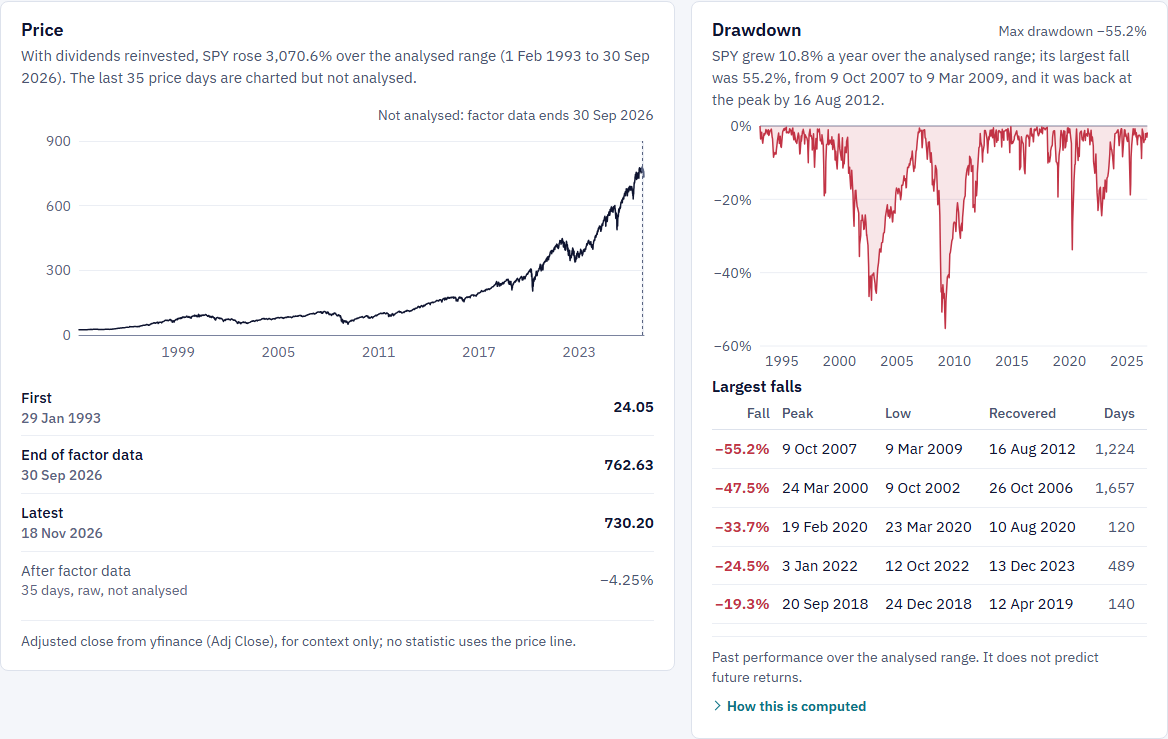 Price
With dividends reinvested, SPY rose 3,070.6% over the analysed range (1 Feb 1993 to 30 Sep
2026). The last 35 price days are charted but not analysed.
Not analysed: factor data ends 30 Sep 2026
900
600
300
0
1999 2005 2011 2017 2023
First
29 Jan 1993
24.05
End of factor data
30 Sep 2026
762.63
Latest
18 Nov 2026
730.20
After factor data
35 days, raw, not analysed
−4.25%
Adjusted close from yfinance (Adj Close), for context only; no statistic uses the price line.
Drawdown
Max drawdown −55.2%
SPY grew 10.8% a year over the analysed range; its largest fall
was 55.2%, from 9 Oct 2007 to 9 Mar 2009, and it was back at
the peak by 16 Aug 2012.
0%
−20%
−40%
−60%
1995 2000 2005 2010 2015 2020 2025
Largest falls
Fall Peak Low Recovered Days
−55.2% 9 Oct 2007 9 Mar 2009 16 Aug 2012 1,224
−47.5% 24 Mar 2000 9 Oct 2002 26 Oct 2006 1,657
−33.7% 19 Feb 2020 23 Mar 2020 10 Aug 2020 120
−24.5% 3 Jan 2022 12 Oct 2022 13 Dec 2023 489
−19.3% 20 Sep 2018 24 Dec 2018 12 Apr 2019 140
Past performance over the analysed range. It does not predict
future returns.
How this is computed